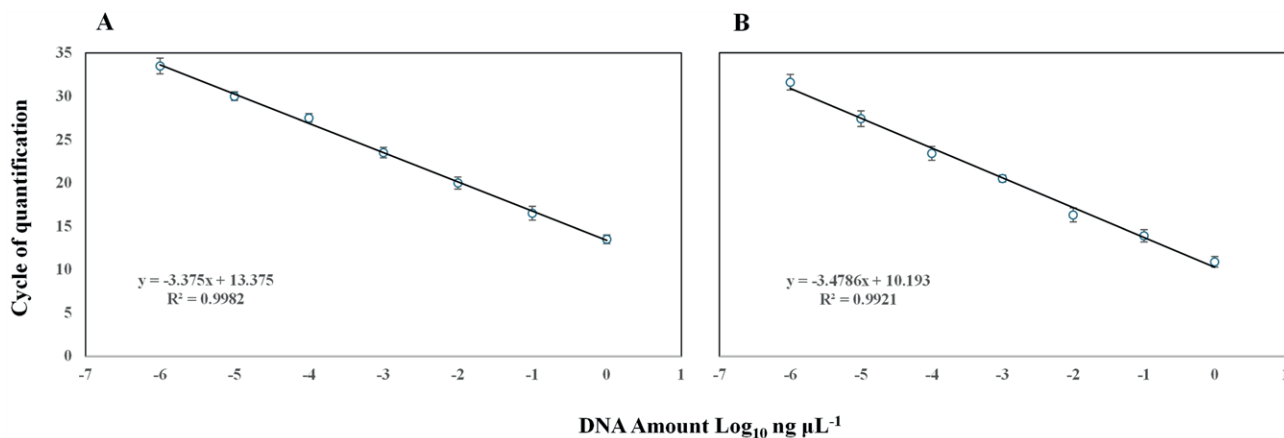 A
B
Cycle of quantification
35
30
25
20
15
10
5
0
y = -3.375x + 13.375
R² = 0.9982
y = -3.4786x + 10.193
R² = 0.9921
-7 -6 -5 -4 -3 -2 -1 0 1
-7 -6 -5 -4 -3 -2 -1 0 1
DNA Amount Log₁₀ ng µL⁻¹